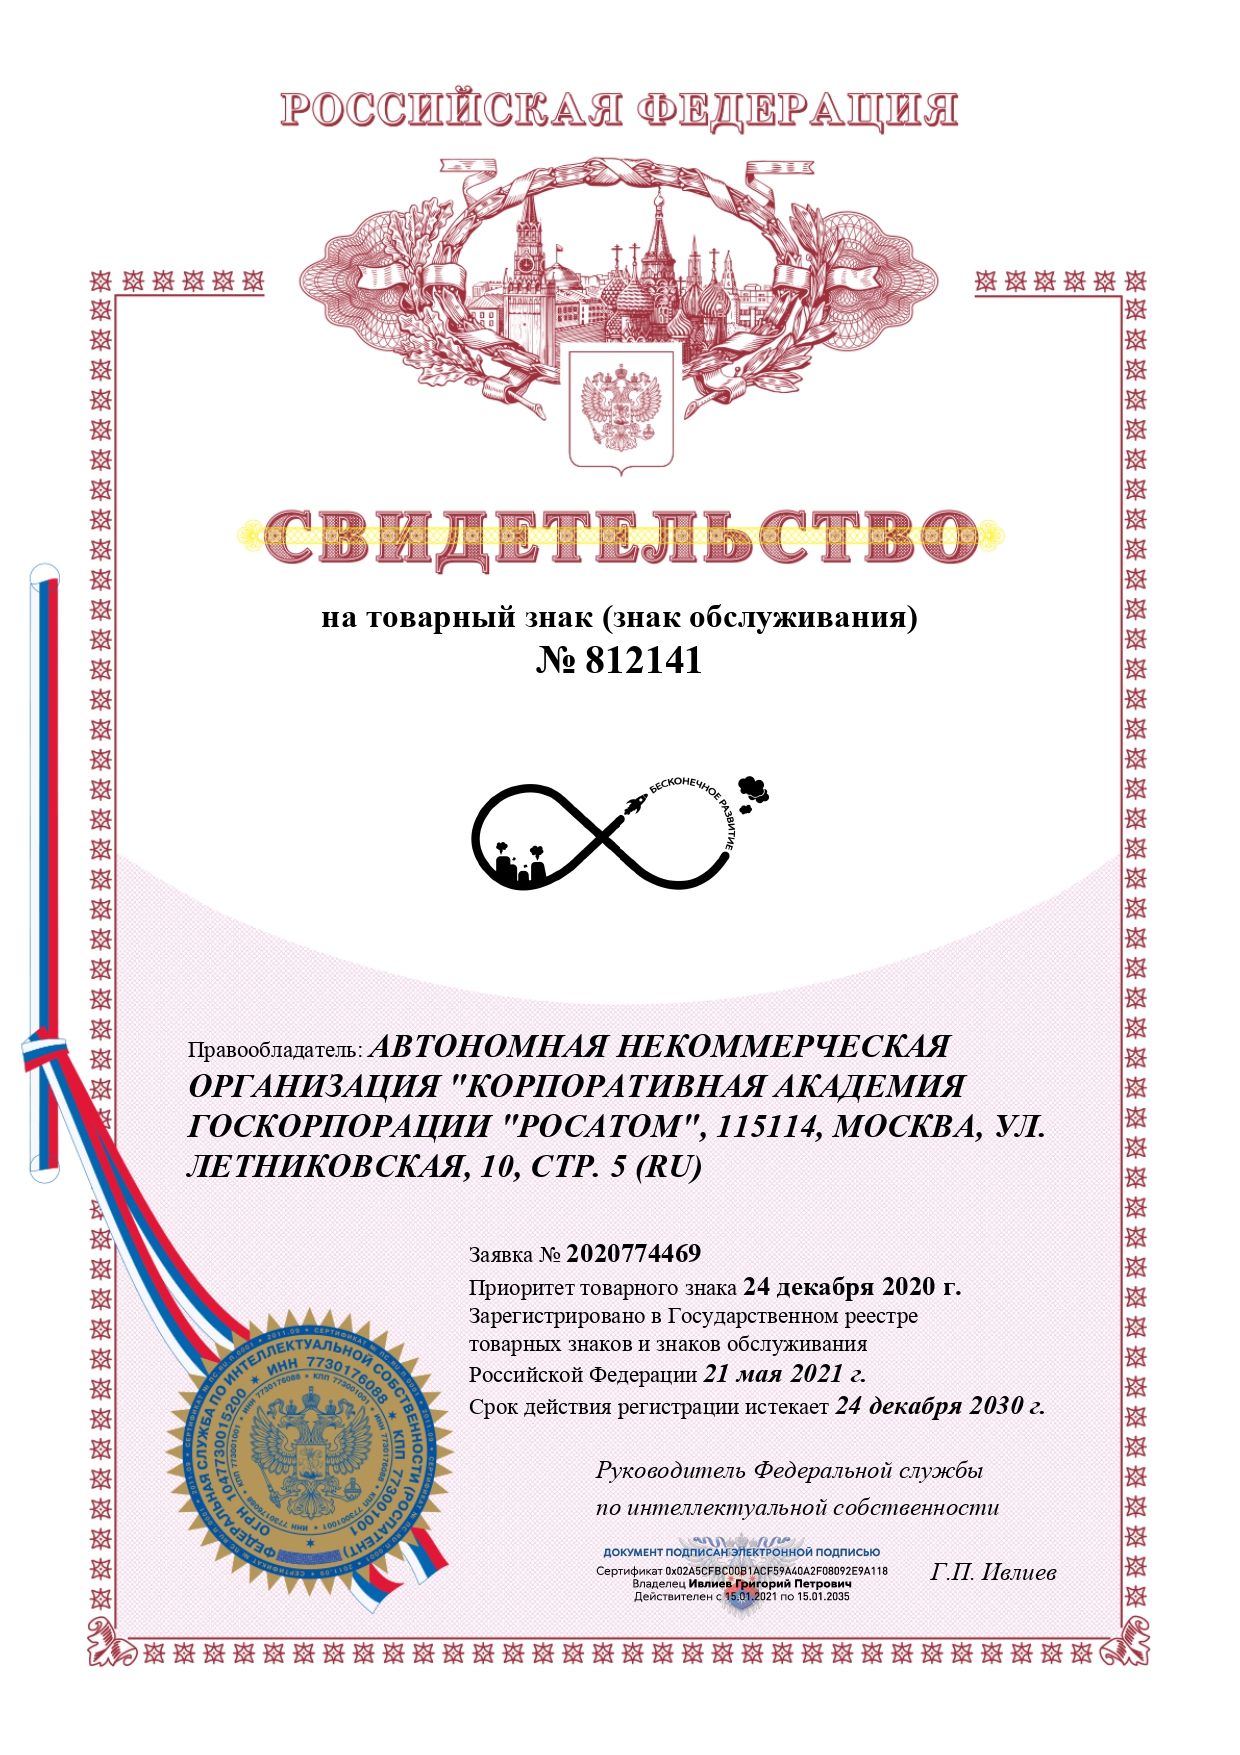 РОССИЙСКАЯ ФЕДЕРАЦИЯ
СВИДЕТЕЛЬСТВО
на товарный знак (знак обслуживания)
№ 812141
БЕСКОНЕЧНОЕ РАЗВИТИЕ
Правообладатель: АВТОНОМНАЯ НЕКОММЕРЧЕСКАЯ
ОРГАНИЗАЦИЯ "КОРПОРАТИВНАЯ АКАДЕМИЯ
ГОСКОРПОРАЦИИ "РОСАТОМ", 115114, МОСКВА, УЛ.
ЛЕТНИКОВСКАЯ, 10, СТР. 5 (RU)
Заявка № 2020774469
Приоритет товарного знака 24 декабря 2020 г.
Зарегистрировано в Государственном реестре
товарных знаков и знаков обслуживания
Российской Федерации 21 мая 2021 г.
Срок действия регистрации истекает 24 декабря 2030 г.
Руководитель Федеральной службы
по интеллектуальной собственности
ДОКУМЕНТ ПОДПИСАН ЭЛЕКТРОННОЙ ПОДПИСЬЮ
Сертификат 0x02A5CFBC00B1ACF59A40A2F08092E9A118
Владелец Ивлиев Григорий Петрович
Действителен с 15.01.2021 по 15.01.2035
Г.П. Ивлиев
ФЕДЕРАЛЬНАЯ СЛУЖБА ПО ИНТЕЛЛЕКТУАЛЬНОЙ СОБСТВЕННОСТИ (РОСПАТЕНТ)
ОГРН 1047730015200 * ИНН 7730176088 * КПП 773001001 *